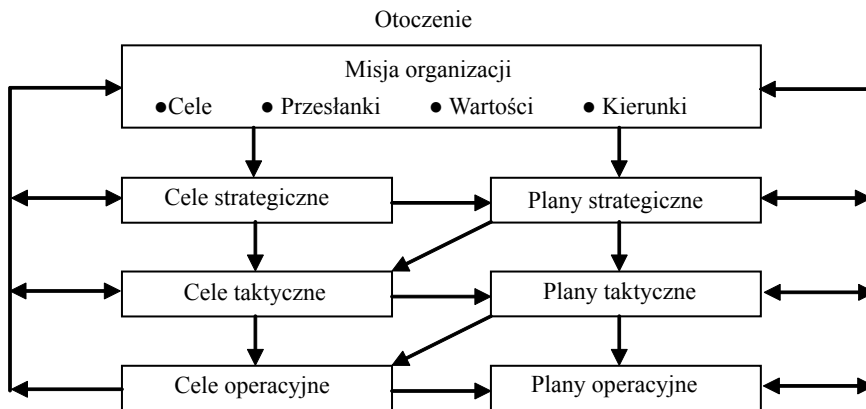 Otoczenie
Misja organizacji
●Cele ● Przesłanki ● Wartości ● Kierunki
Cele strategiczne
Plany strategiczne
Cele taktyczne
Plany taktyczne
Cele operacyjne
Plany operacyjne